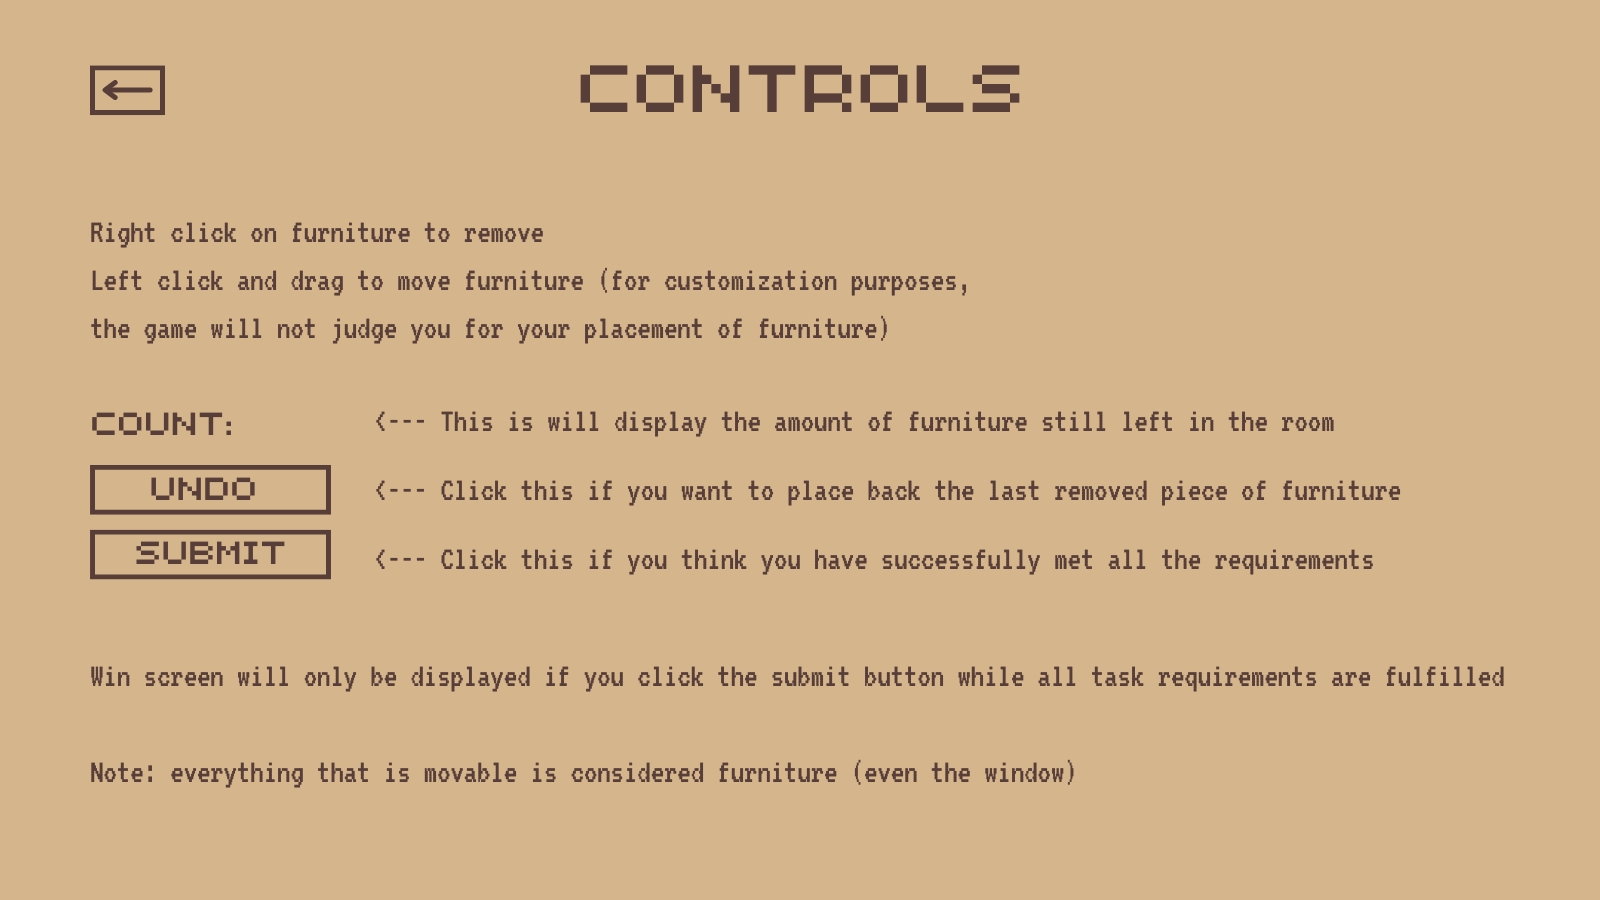 CONTROLS
Right click on furniture to remove
Left click and drag to move furniture (for customization purposes,
the game will not judge you for your placement of furniture)
COUNT: <--- This is will display the amount of furniture still left in the room
UNDO <--- Click this if you want to place back the last removed piece of furniture
SUBMIT <--- Click this if you think you have successfully met all the requirements
Win screen will only be displayed if you click the submit button while all task requirements are fulfilled
Note: everything that is movable is considered furniture (even the window)